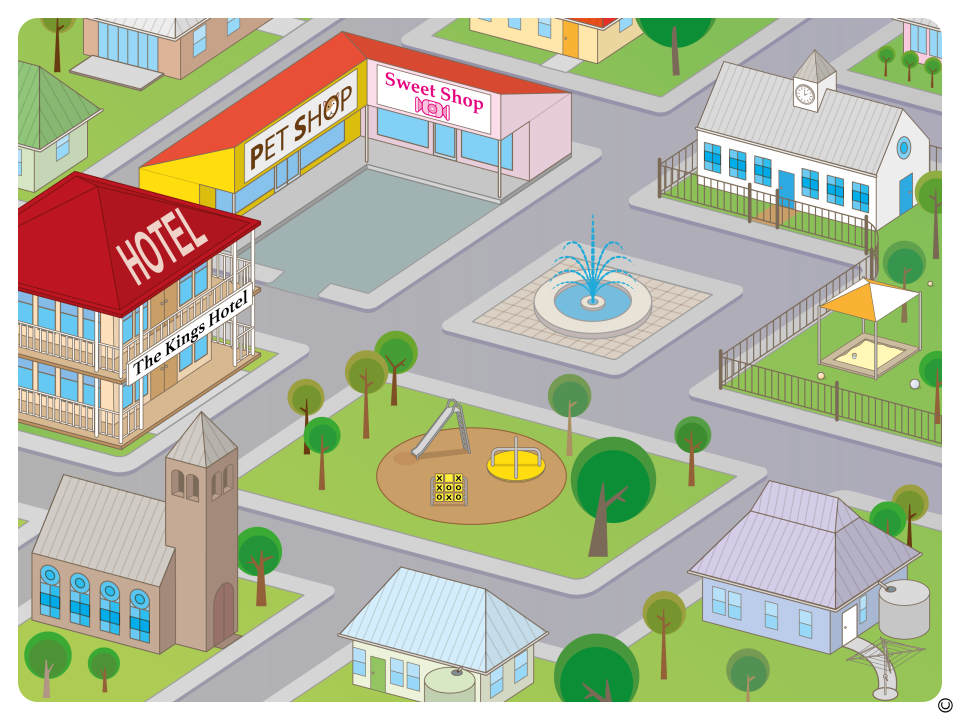 Sweet Shop
PET SHOP
HOTEL
The Kings Hotel
X X
X O X
O X O
©